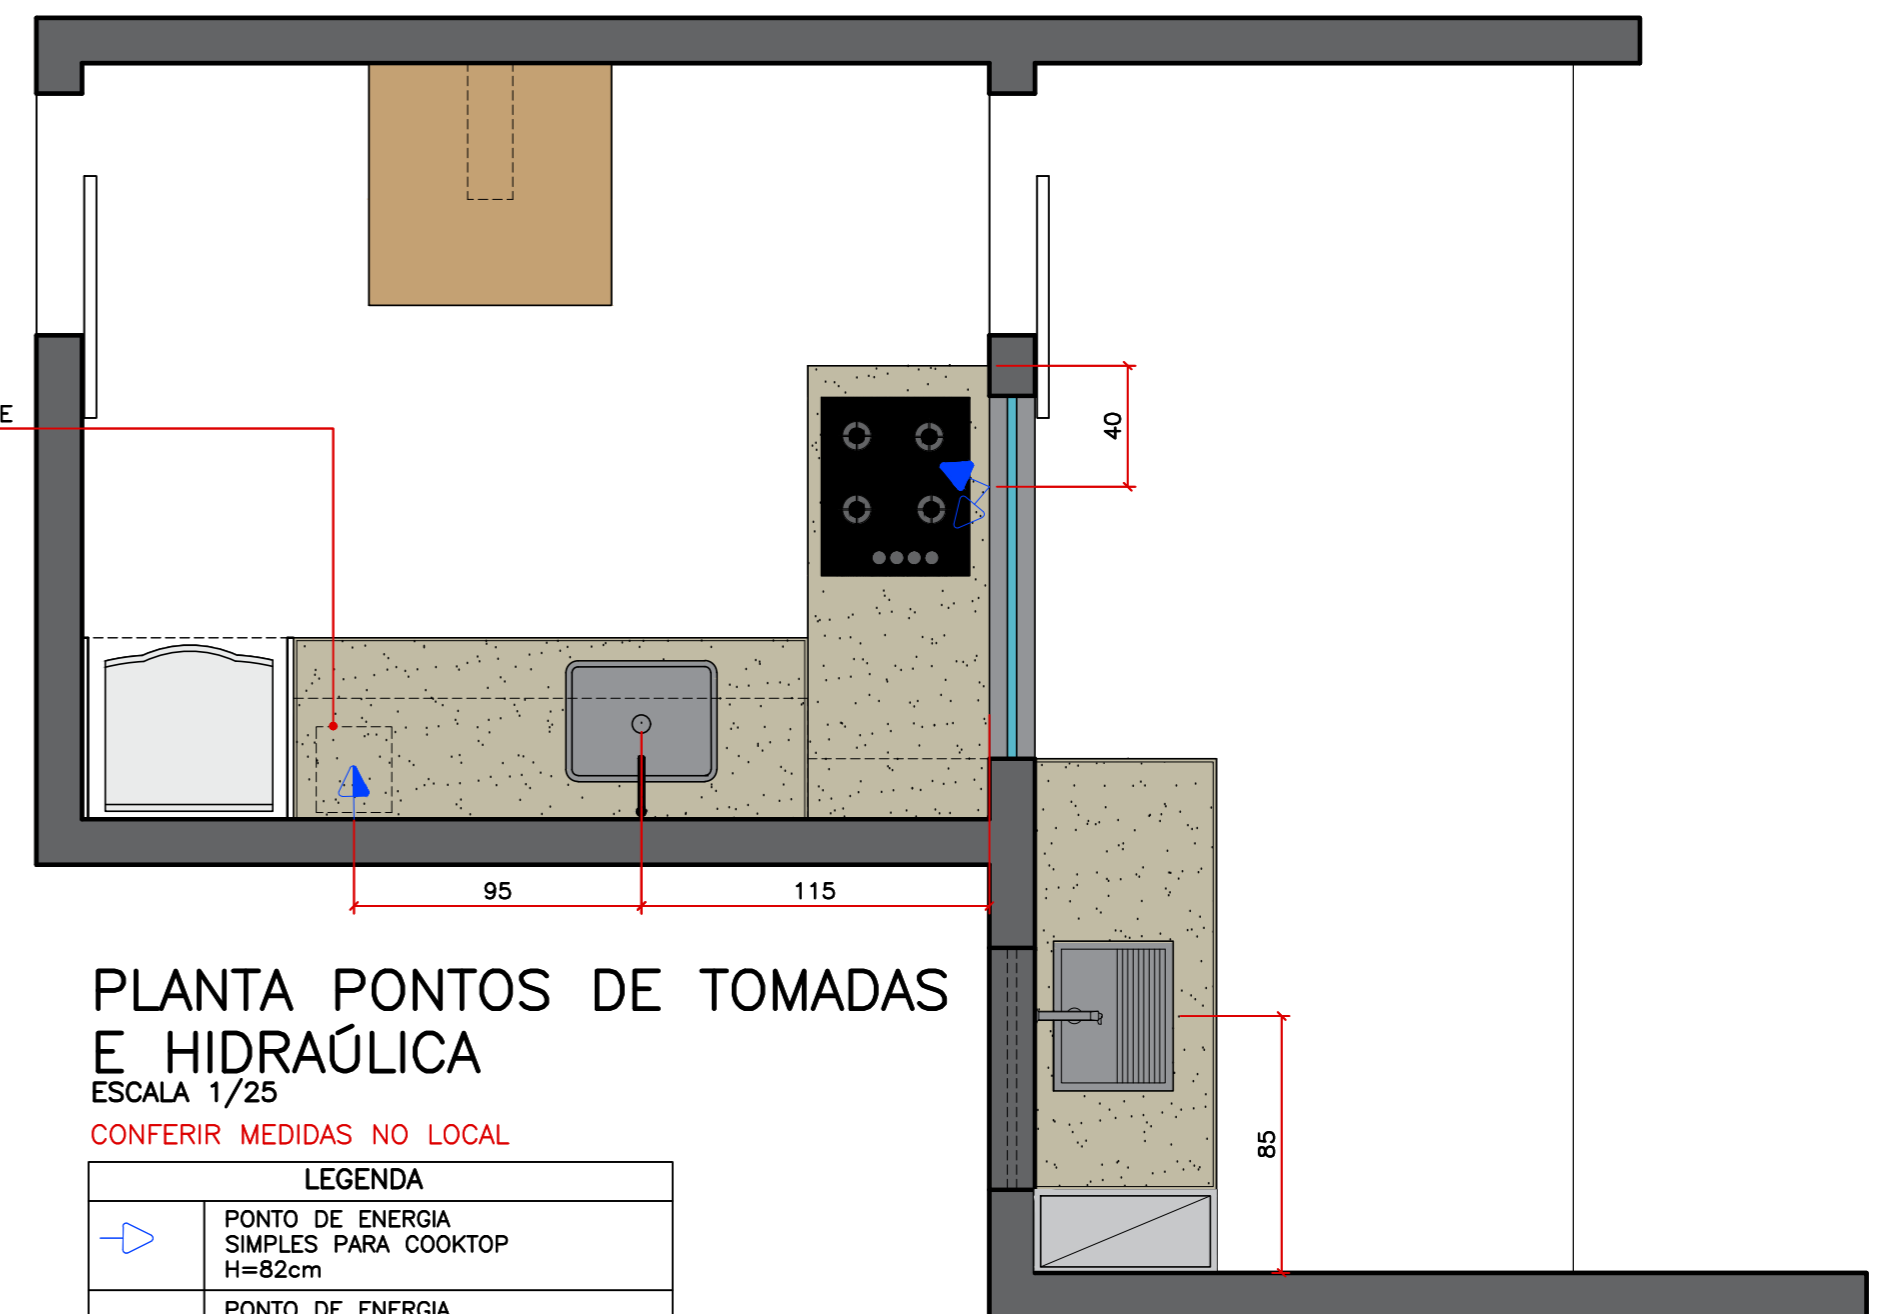 E
40
95
115
PLANTA PONTOS DE TOMADAS
E HIDRAÚLICA
ESCALA 1/25
CONFERIR MEDIDAS NO LOCAL
85
LEGENDA
PONTO DE ENERGIA
SIMPLES PARA COOKTOP
H=82cm
PONTO DE ENERGIA